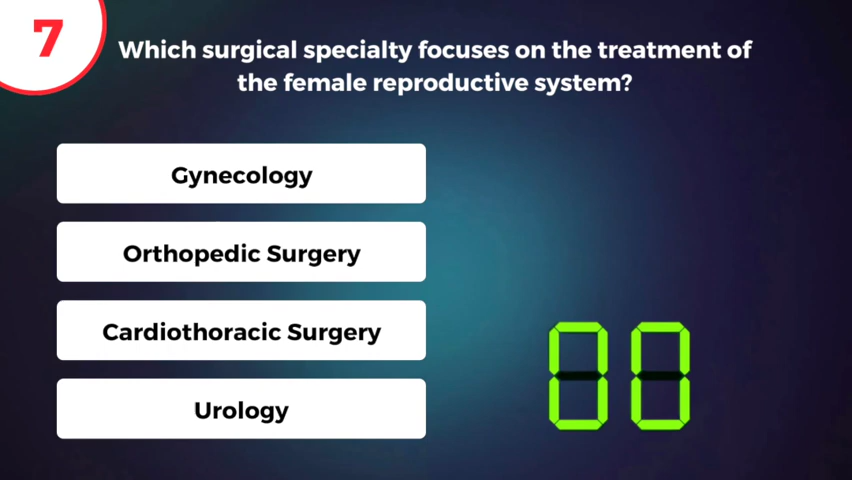 7
Which surgical specialty focuses on the treatment of
the female reproductive system?
Gynecology
Orthopedic Surgery
Cardiothoracic Surgery
Urology
00